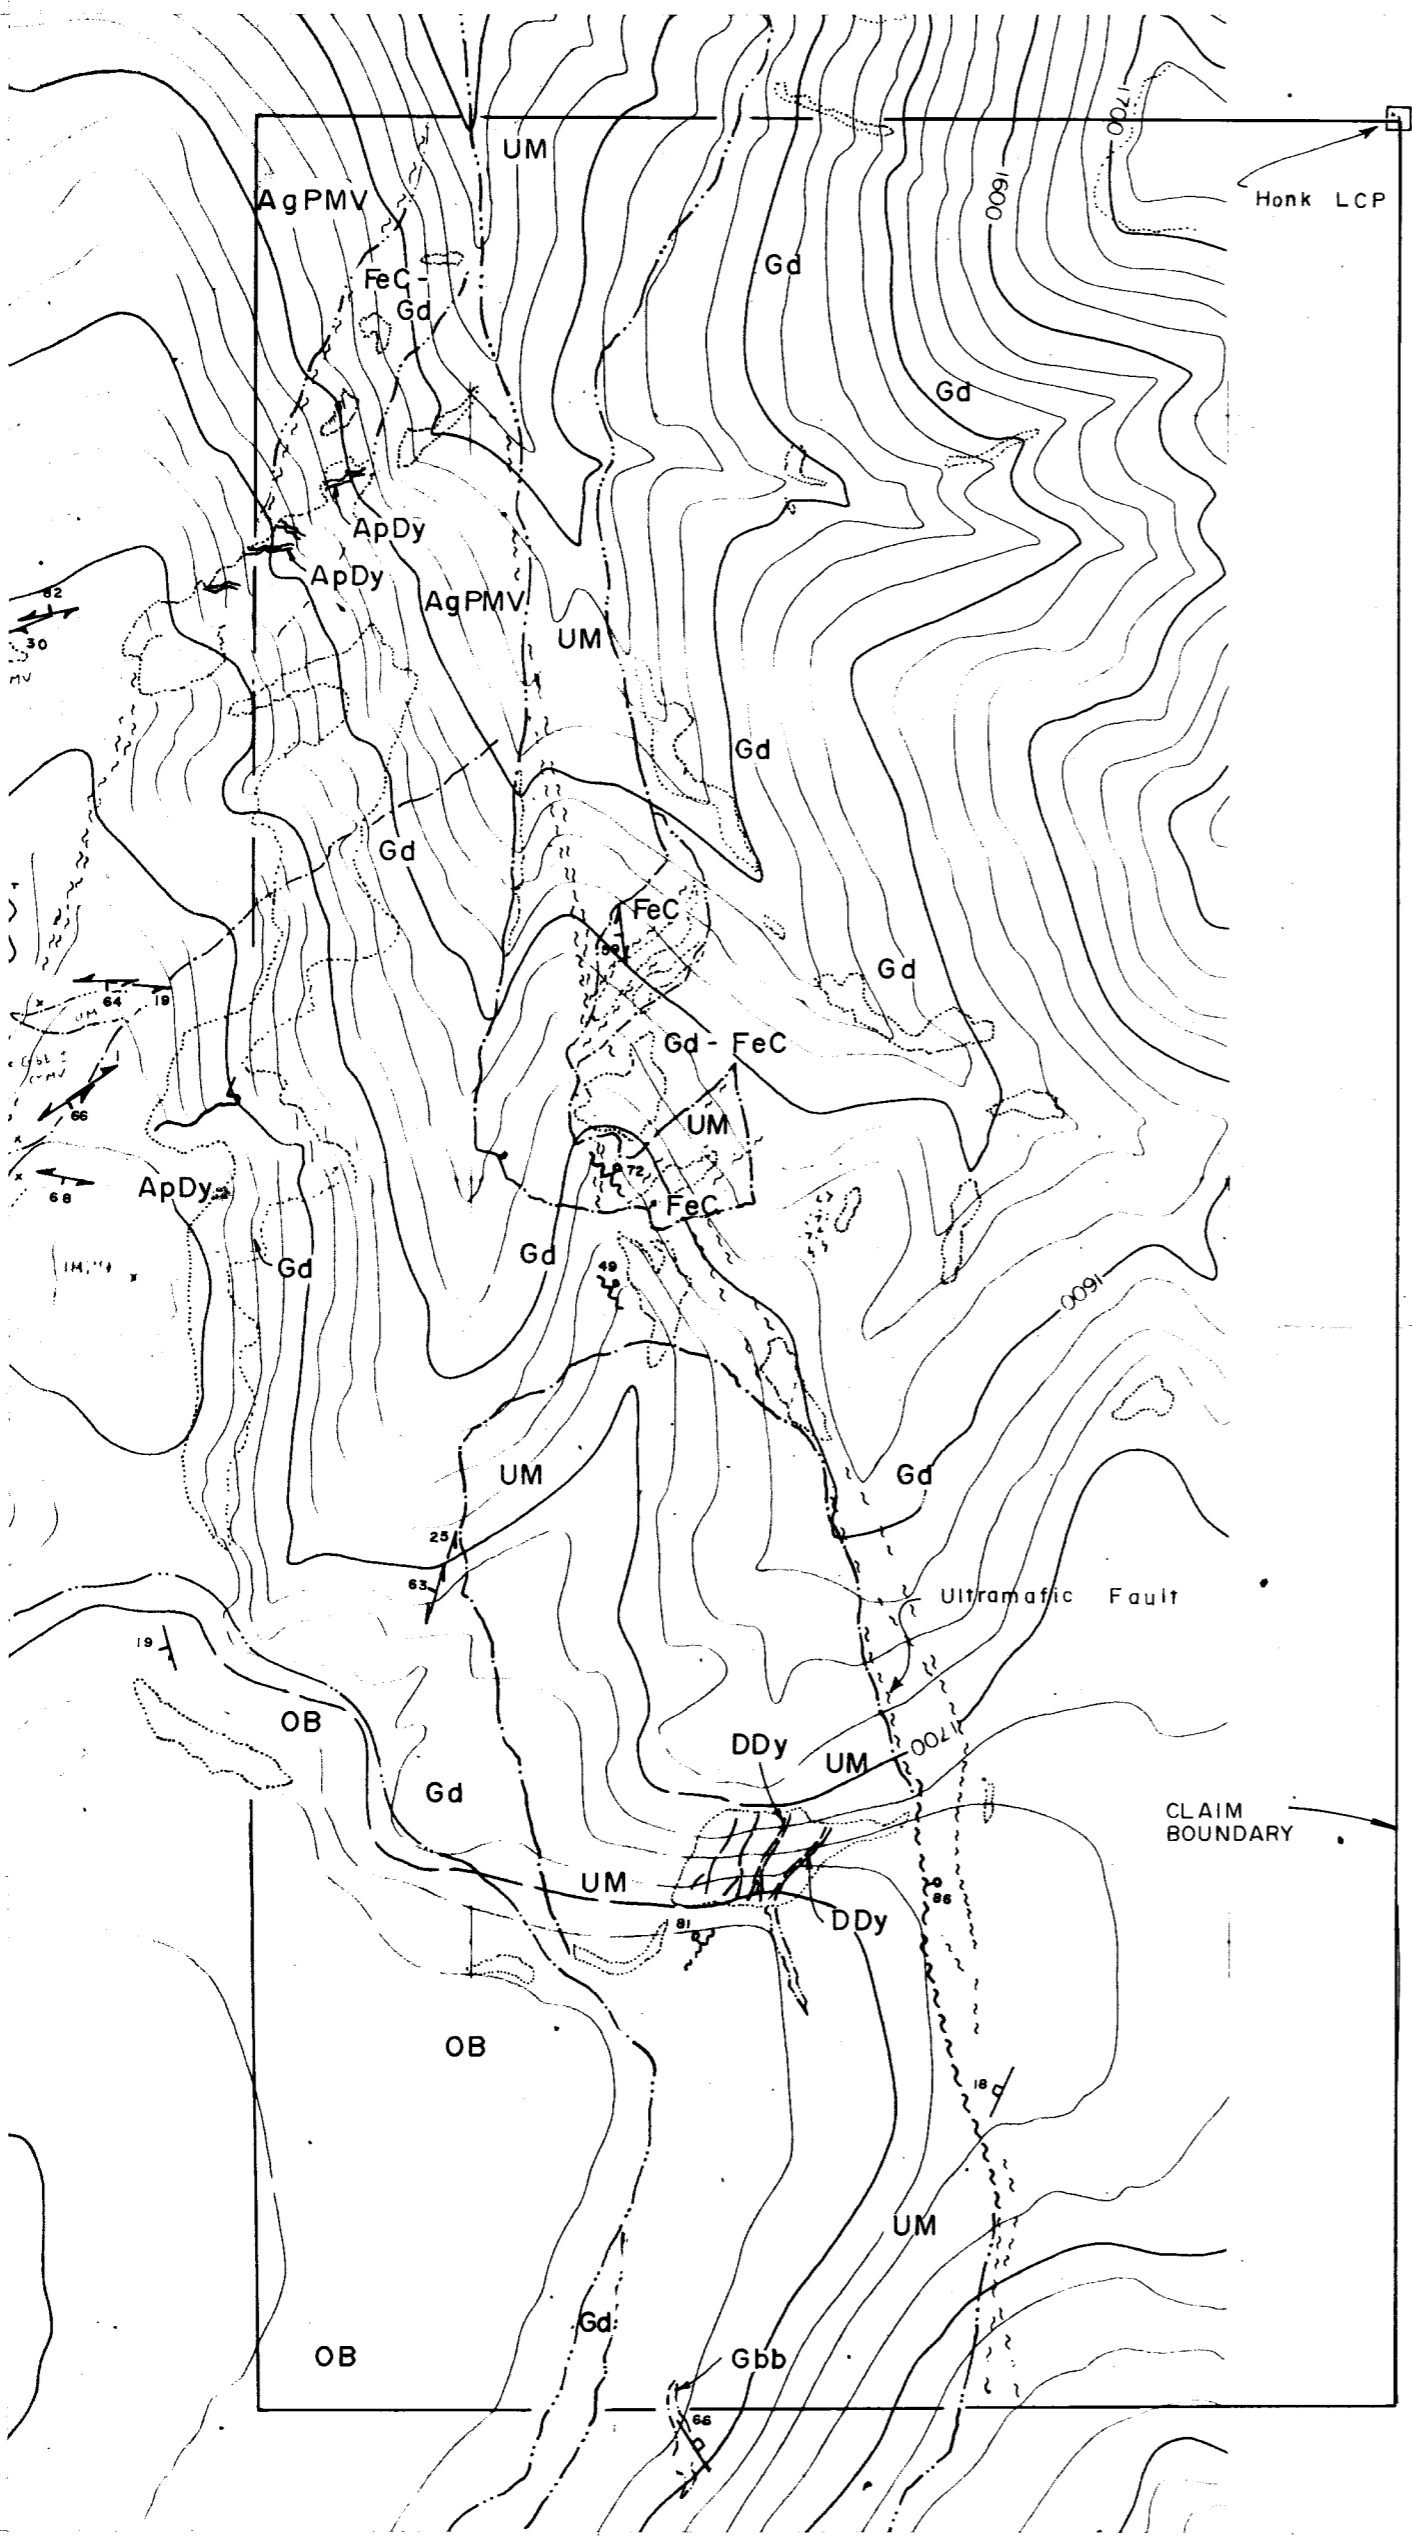 UM
1700
AgPMV
1600
Honk LCP
FeC-
Gd
Gd
Gd
ApDy
ApDy
AgPMV
82
30
MV
UM
Gd
Gd
FeC
Gd
64
19
UM
Gd - FeC
66
UM
72
68
ApDy
FeC
Gd
Gd
49
1600
UM
Gd
25
63
Ultramafic Fault
19
OB
DDy
UM
1700
Gd
CLAIM
BOUNDARY
UM
86
DDy
81
OB
18
UM
Gd
OB
Gbb
66